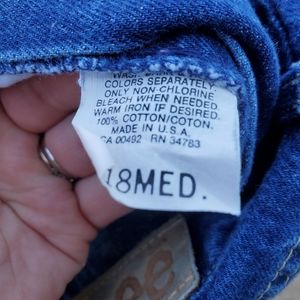 COLORS SEPARATELY.
ONLY NON-CHLORINE
BLEACH WHEN NEEDED.
WARM IRON IF DESIRED.
100% COTTON/COTON.
MADE IN U.S.A.
CA 00492 RN 34783
18MED.
ee